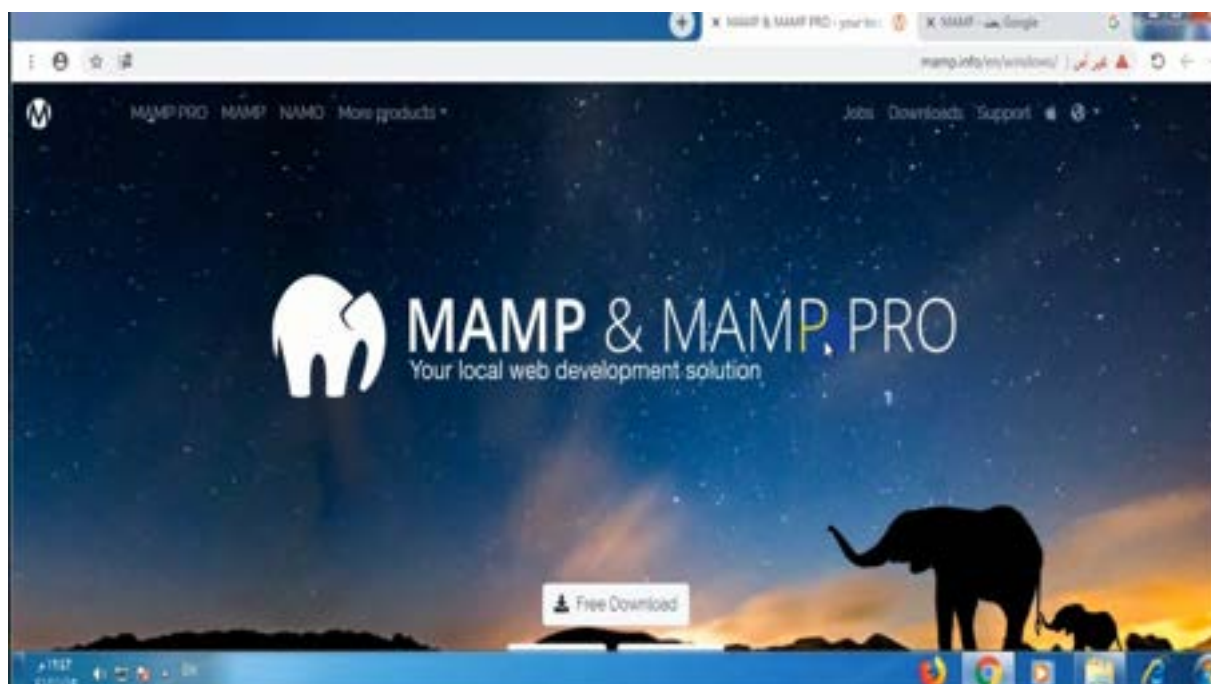 MAMP & MAMP PRO - your lo
MAMP - بحث Google
mamp.info/en/windows/ | غير آمن
MAMP PRO MAMP NAMO More products
Jobs Downloads Support
MAMP & MAMP PRO
Your local web development solution
Free Download
EN